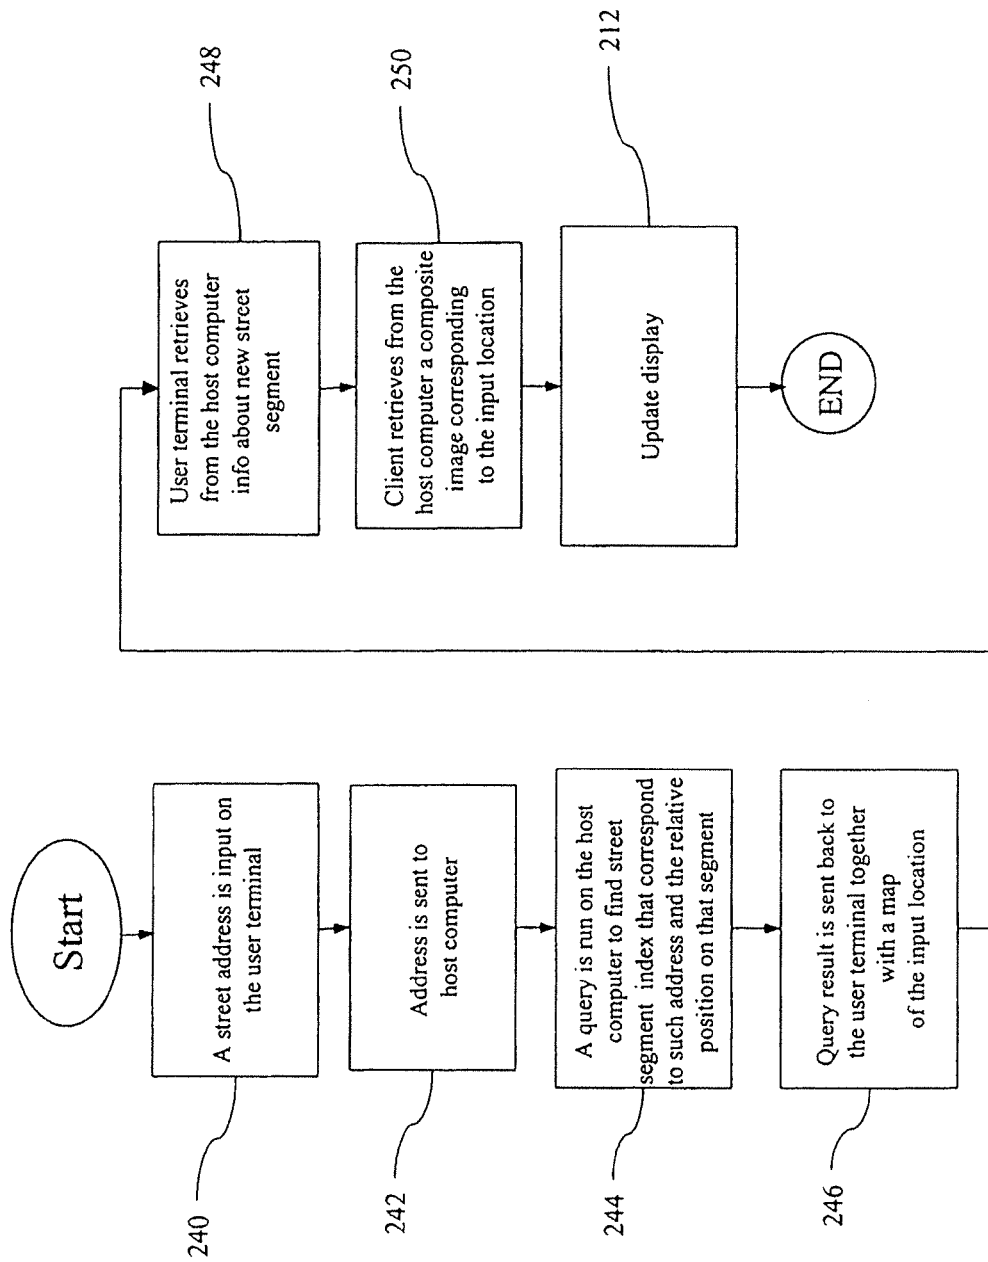 Start
A street address is input on
the user terminal
240
Address is sent to
host computer
242
A query is run on the host
computer to find street
segment index that correspond
to such address and the relative
position on that segment
244
Query result is sent back to
the user terminal together
with a map
of the input location
246
User terminal retrieves
from the host computer
info about new street
segment
248
Client retrieves from the
host computer a composite
image corresponding
to the input location
250
Update display
212
END